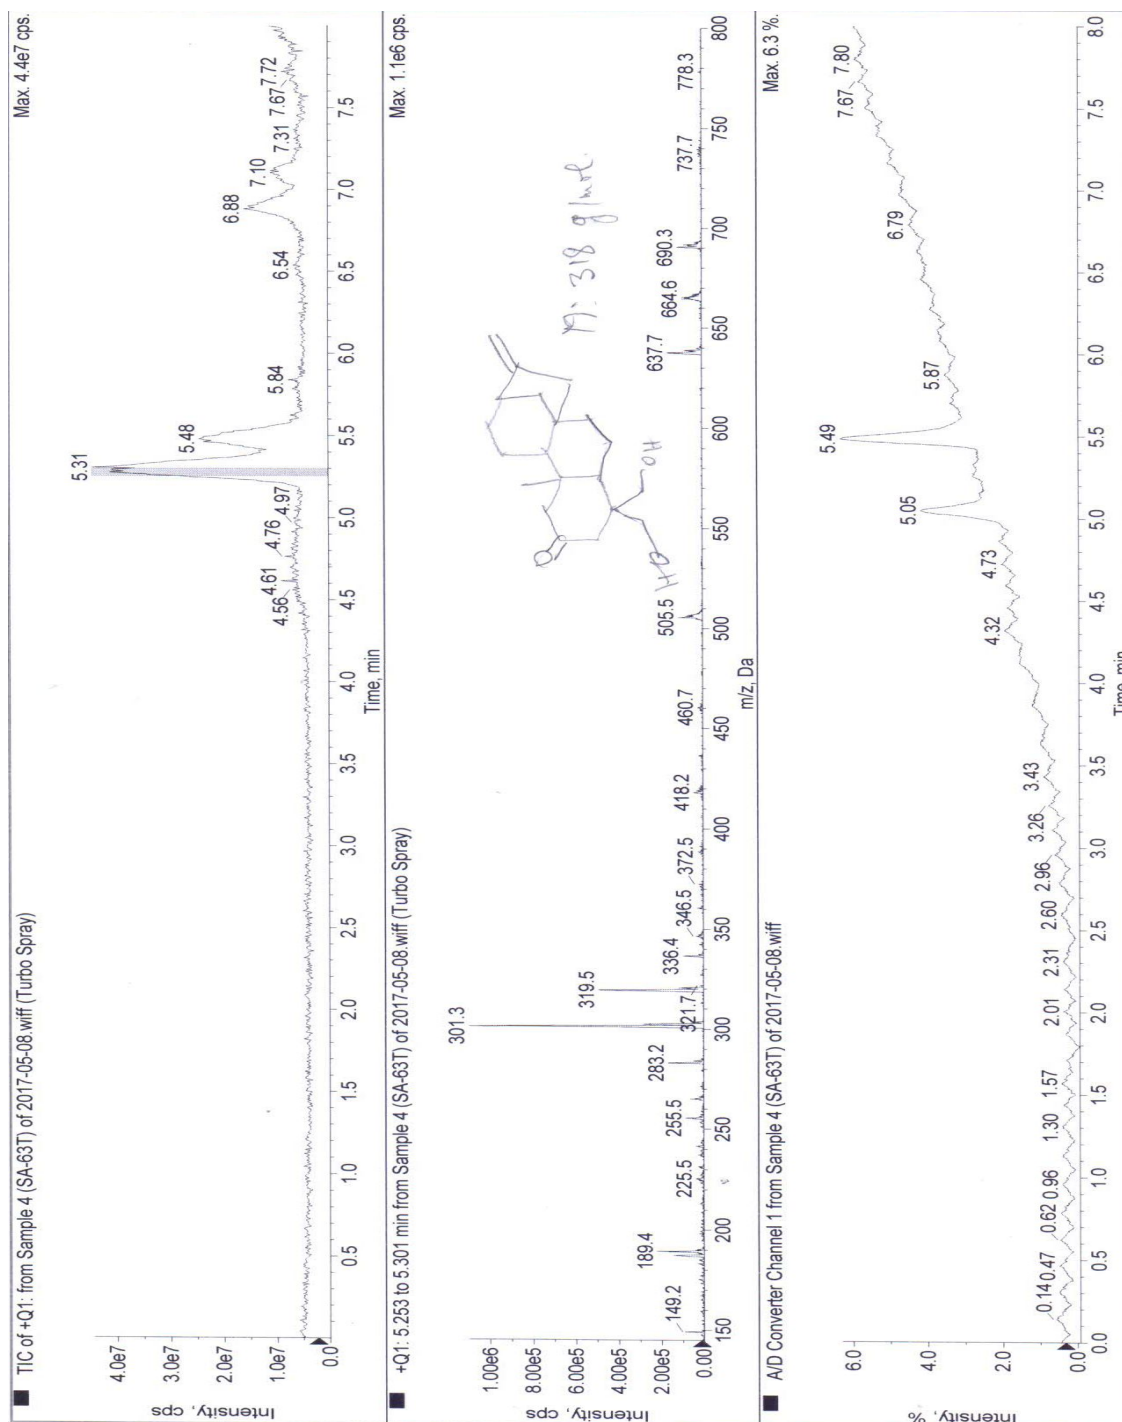 TIC of +Q1: from Sample 4 (SA-63T) of 2017-05-08.wiff (Turbo Spray)
Max. 4.4e7 cps.
Intensity, cps
4.0e7
3.0e7
2.0e7
1.0e7
0.0
4.56
4.61
4.76
4.97
5.31
5.48
5.84
6.54
6.88
7.10
7.31
7.67
7.72
0.5 1.0 1.5 2.0 2.5 3.0 3.5 4.0 4.5 5.0 5.5 6.0 6.5 7.0 7.5
Time, min
+Q1: 5.253 to 5.301 min from Sample 4 (SA-63T) of 2017-05-08.wiff (Turbo Spray)
Max. 1.1e6 cps.
Intensity, cps
1.00e6
8.00e5
6.00e5
4.00e5
2.00e5
0.00
149.2
189.4
225.5
255.5
283.2
301.3
319.5
321.7
336.4
346.5
372.5
418.2
460.7
505.5
637.7
664.6
690.3
737.7
778.3
O
HO
OH
M: 318 g/mol
150 200 250 300 350 400 450 500 550 600 650 700 750 800
m/z, Da
A/D Converter Channel 1 from Sample 4 (SA-63T) of 2017-05-08.wiff
Max. 6.3 %.
Intensity, %
6.0
4.0
2.0
0.0
0.14
0.47
0.62
0.96
1.30
1.57
2.01
2.31
2.60
2.96
3.26
3.43
4.32
4.73
5.05
5.49
5.87
6.79
7.67
7.80
0.0 0.5 1.0 1.5 2.0 2.5 3.0 3.5 4.0 4.5 5.0 5.5 6.0 6.5 7.0 7.5 8.0
Time, min